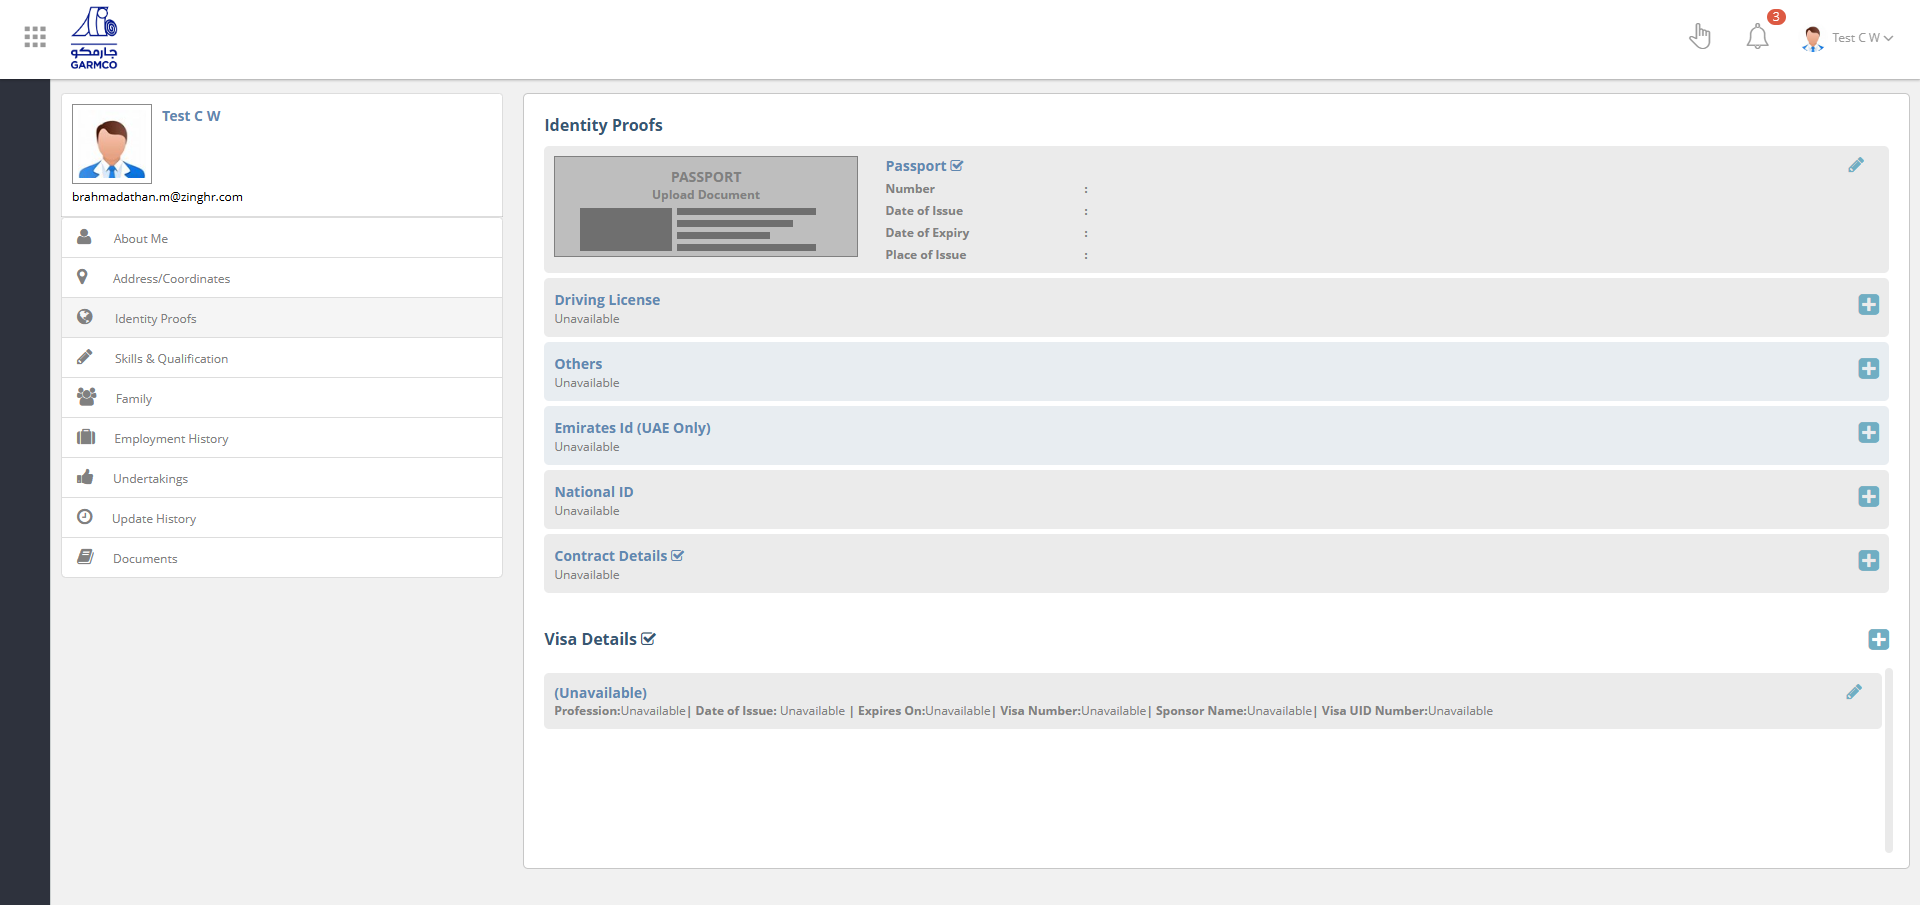 جارمكو
GARMCO
3
Test C W
Test C W
brahmadathan.m@zinghr.com
About Me
Address/Coordinates
Identity Proofs
Skills & Qualification
Family
Employment History
Undertakings
Update History
Documents
Identity Proofs
PASSPORT
Upload Document
Passport
Number :
Date of Issue :
Date of Expiry :
Place of Issue :
Driving License
Unavailable
Others
Unavailable
Emirates Id (UAE Only)
Unavailable
National ID
Unavailable
Contract Details
Unavailable
Visa Details
(Unavailable)
Profession:Unavailable| Date of Issue: Unavailable | Expires On:Unavailable| Visa Number:Unavailable| Sponsor Name:Unavailable| Visa UID Number:Unavailable